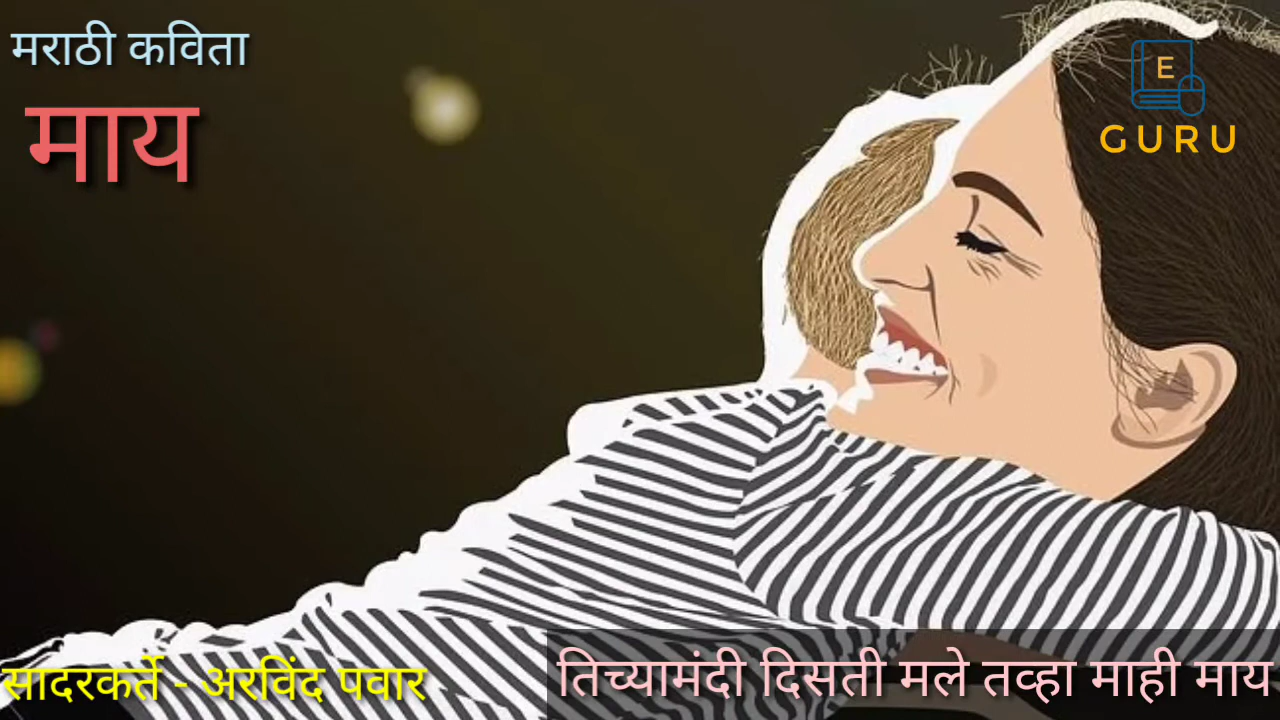 मराठी कविता
माय
E
GURU
सादरकर्ते - अरविंद पवार
तिच्यामंदी दिसती मले तव्हा माही माय